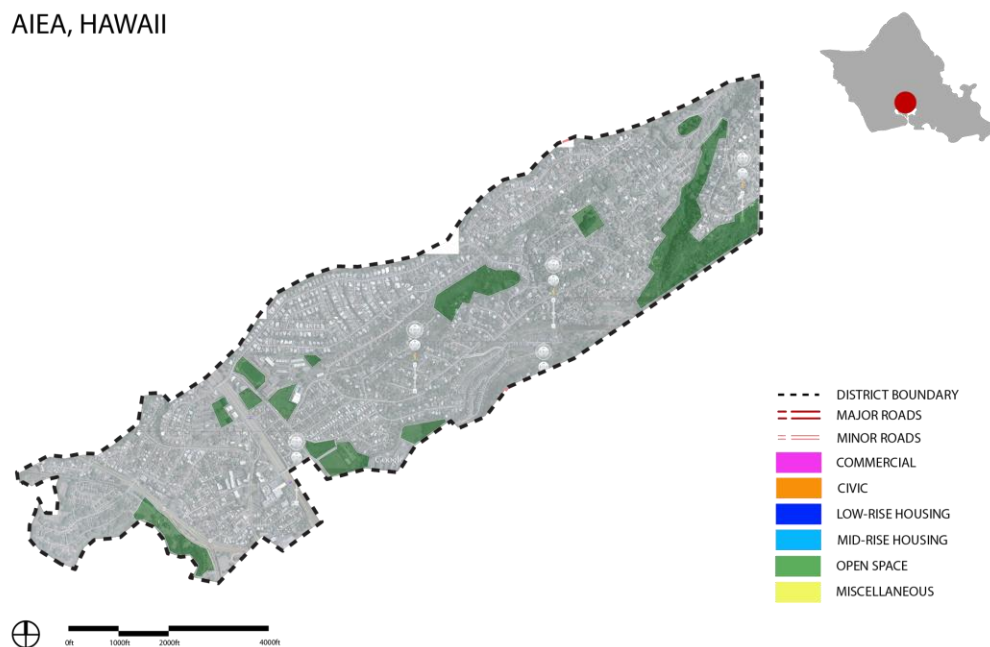 AIEA, HAWAII
Google
DISTRICT BOUNDARY
MAJOR ROADS
MINOR ROADS
COMMERCIAL
CIVIC
LOW-RISE HOUSING
MID-RISE HOUSING
OPEN SPACE
MISCELLANEOUS
0ft 1000ft 2000ft 4000ft